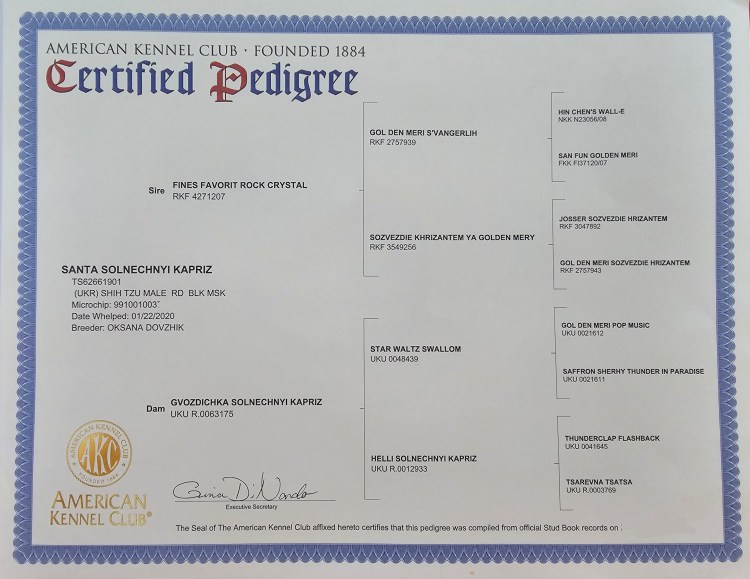 AMERICAN KENNEL CLUB · FOUNDED 1884
Certified Pedigree
HIN CHEN'S WALL-E
NKK N23056/08
GOL DEN MERI S'VANGERLIH
RKF 2757939
SAN FUN GOLDEN MERI
FKK FI37120/07
Sire FINES FAVORIT ROCK CRYSTAL
RKF 4271207
JOSSER SOZVEZDIE HRIZANTEM
RKF 3047892
SOZVEZDIE KHRIZANTEM YA GOLDEN MERY
RKF 3549256
GOL DEN MERI SOZVEZDIE HRIZANTEM
RKF 2757943
SANTA SOLNECHNYI KAPRIZ
TS62661901
(UKR) SHIH TZU MALE RD BLK MSK
Microchip: 991001003
Date Whelped: 01/22/2020
Breeder: OKSANA DOVZHIK
GOL DEN MERI POP MUSIC
UKU 0021612
STAR WALTZ SWALLOM
UKU 0048439
SAFFRON SHERHY THUNDER IN PARADISE
UKU 0021611
Dam GVOZDICHKA SOLNECHNYI KAPRIZ
UKU R.0063175
THUNDERCLAP FLASHBACK
UKU 0041645
HELLI SOLNECHNYI KAPRIZ
UKU R.0012933
TSAREVNA TSATSA
UKU R.0003769
AMERICAN KENNEL CLUB
AKC
FOUNDED 1884
AMERICAN
KENNEL CLUB®
Gina DiNardo
Executive Secretary
The Seal of The American Kennel Club affixed hereto certifies that this pedigree was compiled from official Stud Book records on